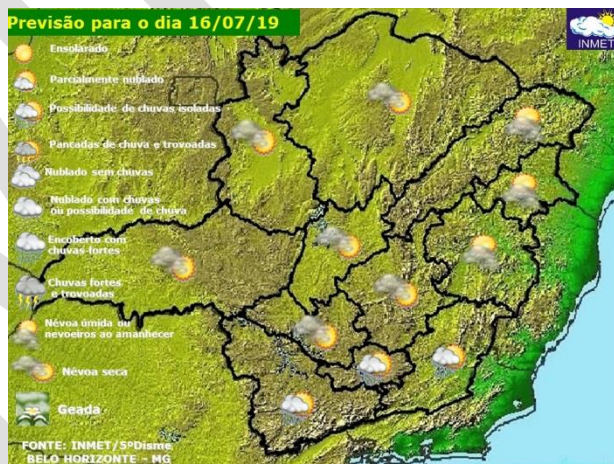 Previsão para o dia 16/07/19
INMET
Ensolarado
Parcialmente nublado
Possibilidade de chuvas isoladas
Pancadas de chuva e trovoadas
Nublado sem chuvas
Nublado com chuvas
ou possibilidade de chuva
Encoberto com
chuvas fortes
Chuvas fortes
e trovoadas
Névoa úmida ou
nevoeiros ao amanhecer
Névoa seca
Geada
FONTE: INMET/5ºDisme
BELO HORIZONTE - MG